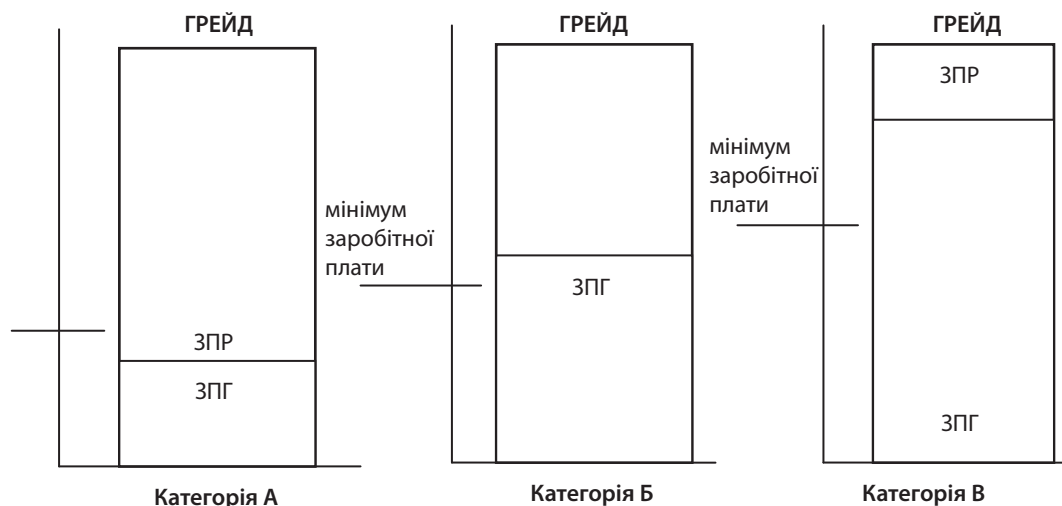 ГРЕЙД
ЗПР
ЗПГ
Категорія А
мінімум
заробітної
плати
ГРЕЙД
ЗПГ
Категорія Б
мінімум
заробітної
плати
ГРЕЙД
ЗПР
ЗПГ
Категорія В